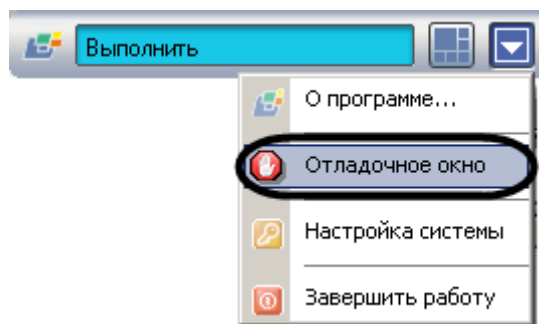 Выполнить
О программе...
Отладочное окно
Настройка системы
Завершить работу